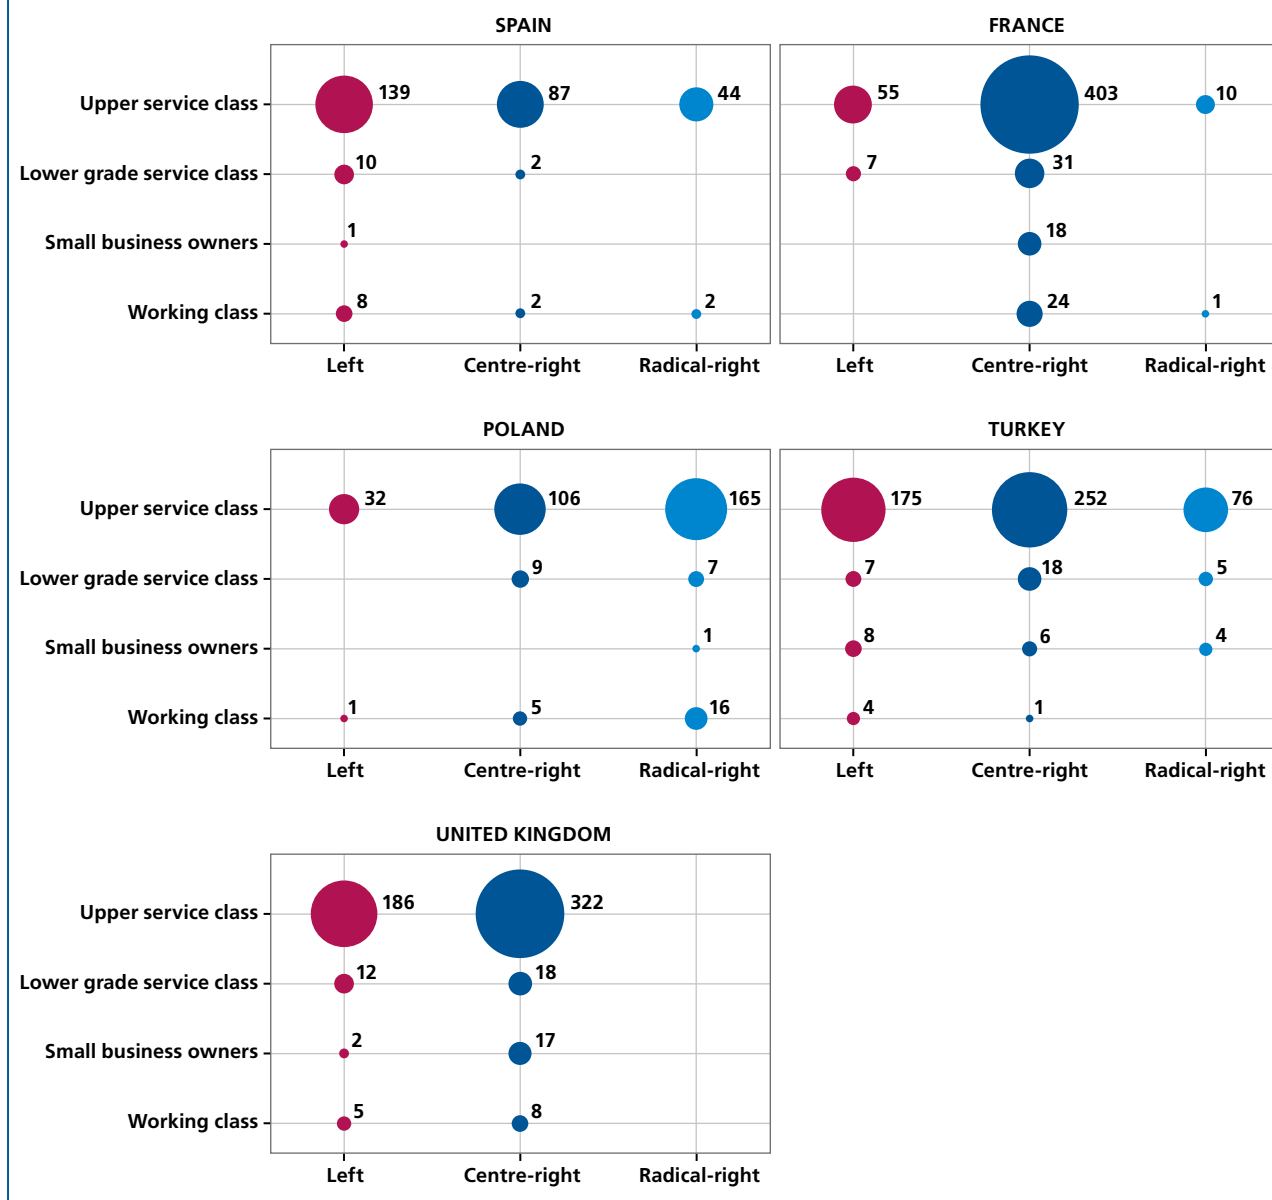 SPAIN
FRANCE
Upper service class
139
87
44
55
403
10
Lower grade service class
10
2
7
31
Small business owners
1
18
Working class
8
2
2
24
1
Left
Centre-right
Radical-right
Left
Centre-right
Radical-right
POLAND
TURKEY
Upper service class
32
106
165
175
252
76
Lower grade service class
9
7
7
18
5
Small business owners
1
8
6
4
Working class
1
5
16
4
1
Left
Centre-right
Radical-right
Left
Centre-right
Radical-right
UNITED KINGDOM
Upper service class
186
322
Lower grade service class
12
18
Small business owners
2
17
Working class
5
8
Left
Centre-right
Radical-right